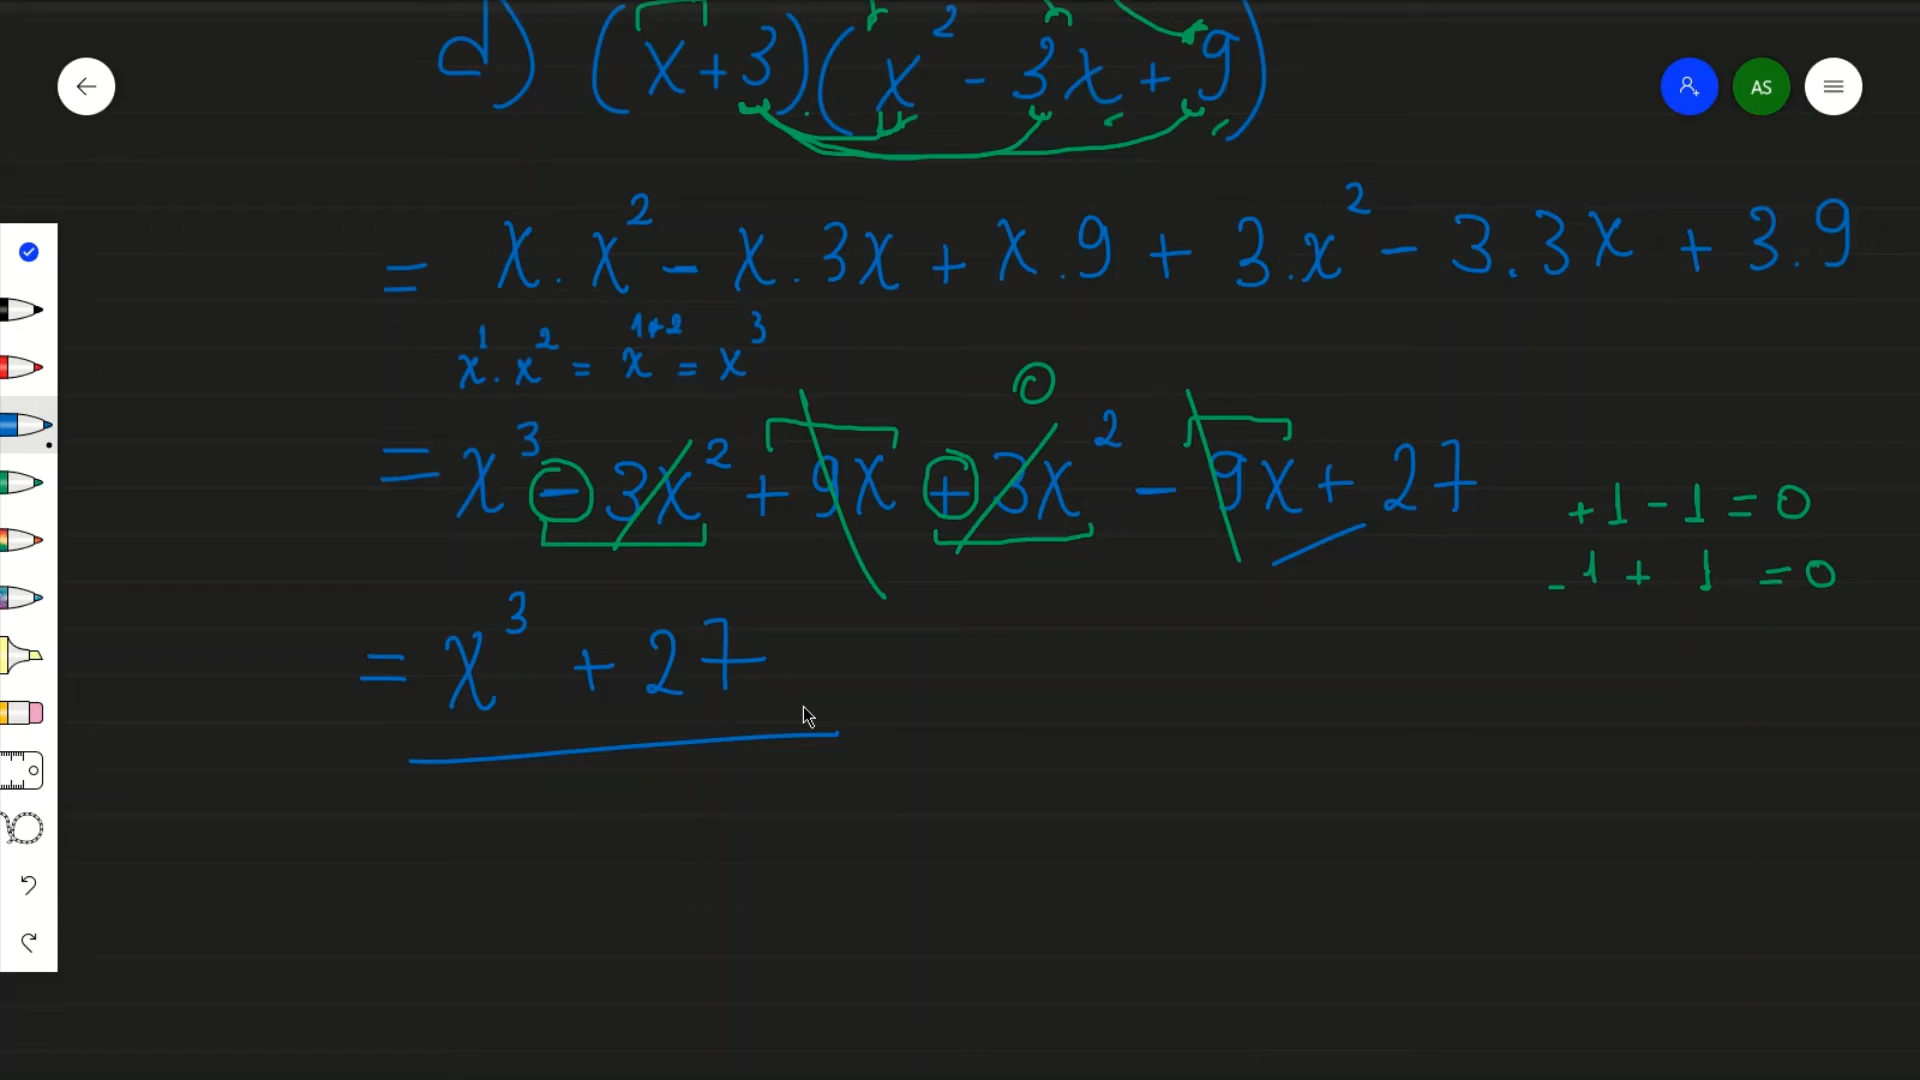 d) (x+3).(x² - 3x + 9)
AS
= x.x² - x.3x + x.9 + 3.x² - 3.3x + 3.9
x¹.x² = x¹⁺² = x³
0
= x³ - 3x² + 9x + 3x² - 9x + 27
+1 - 1 = 0
-1 + 1 = 0
= x³ + 27